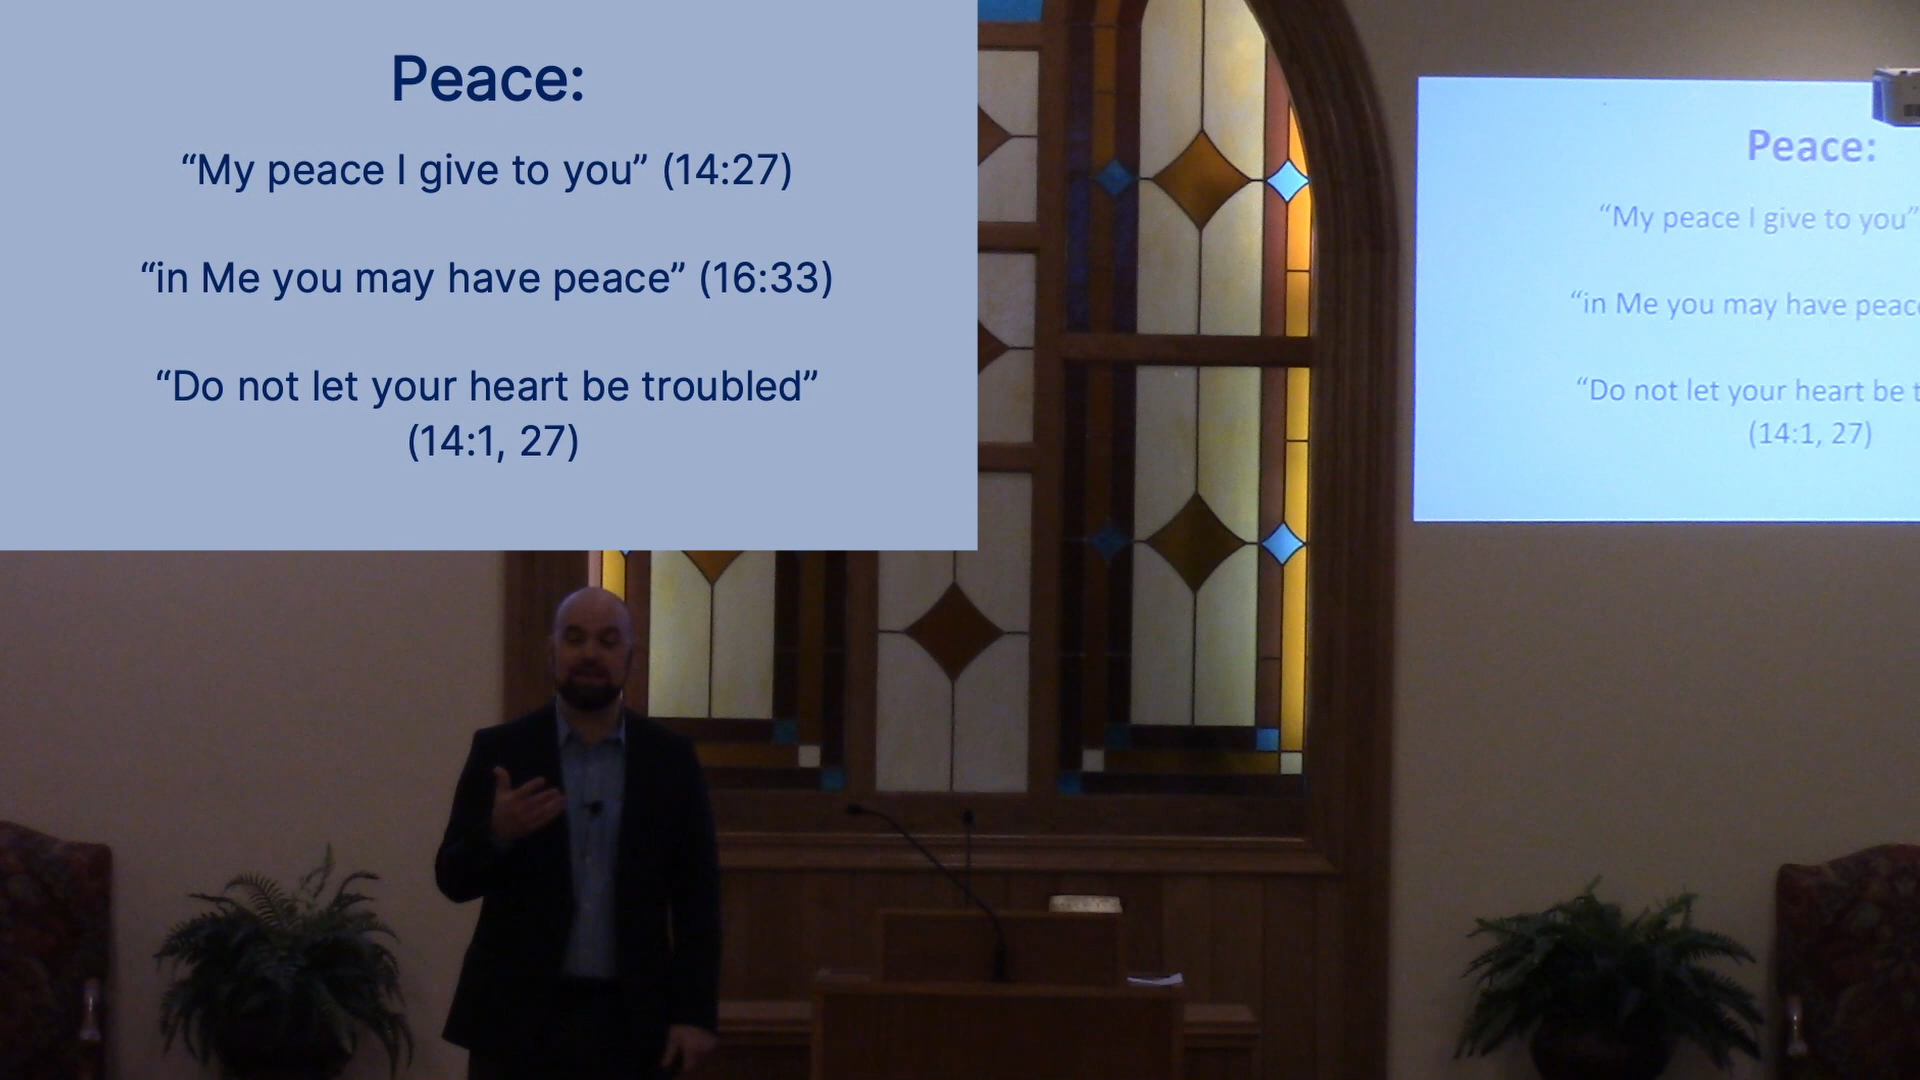 Peace:
“My peace I give to you” (14:27)
“in Me you may have peace” (16:33)
“Do not let your heart be troubled”
(14:1, 27)
Peace:
“My peace I give to you”
“in Me you may have peac
“Do not let your heart be t
(14:1, 27)